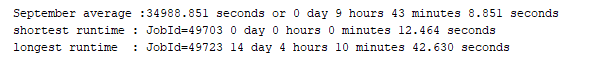 September average :34988.851 seconds or 0 day 9 hours 43 minutes 8.851 seconds
shortest runtime : JobId=49703 0 day 0 hours 0 minutes 12.464 seconds
longest runtime  : JobId=49723 14 day 4 hours 10 minutes 42.630 seconds